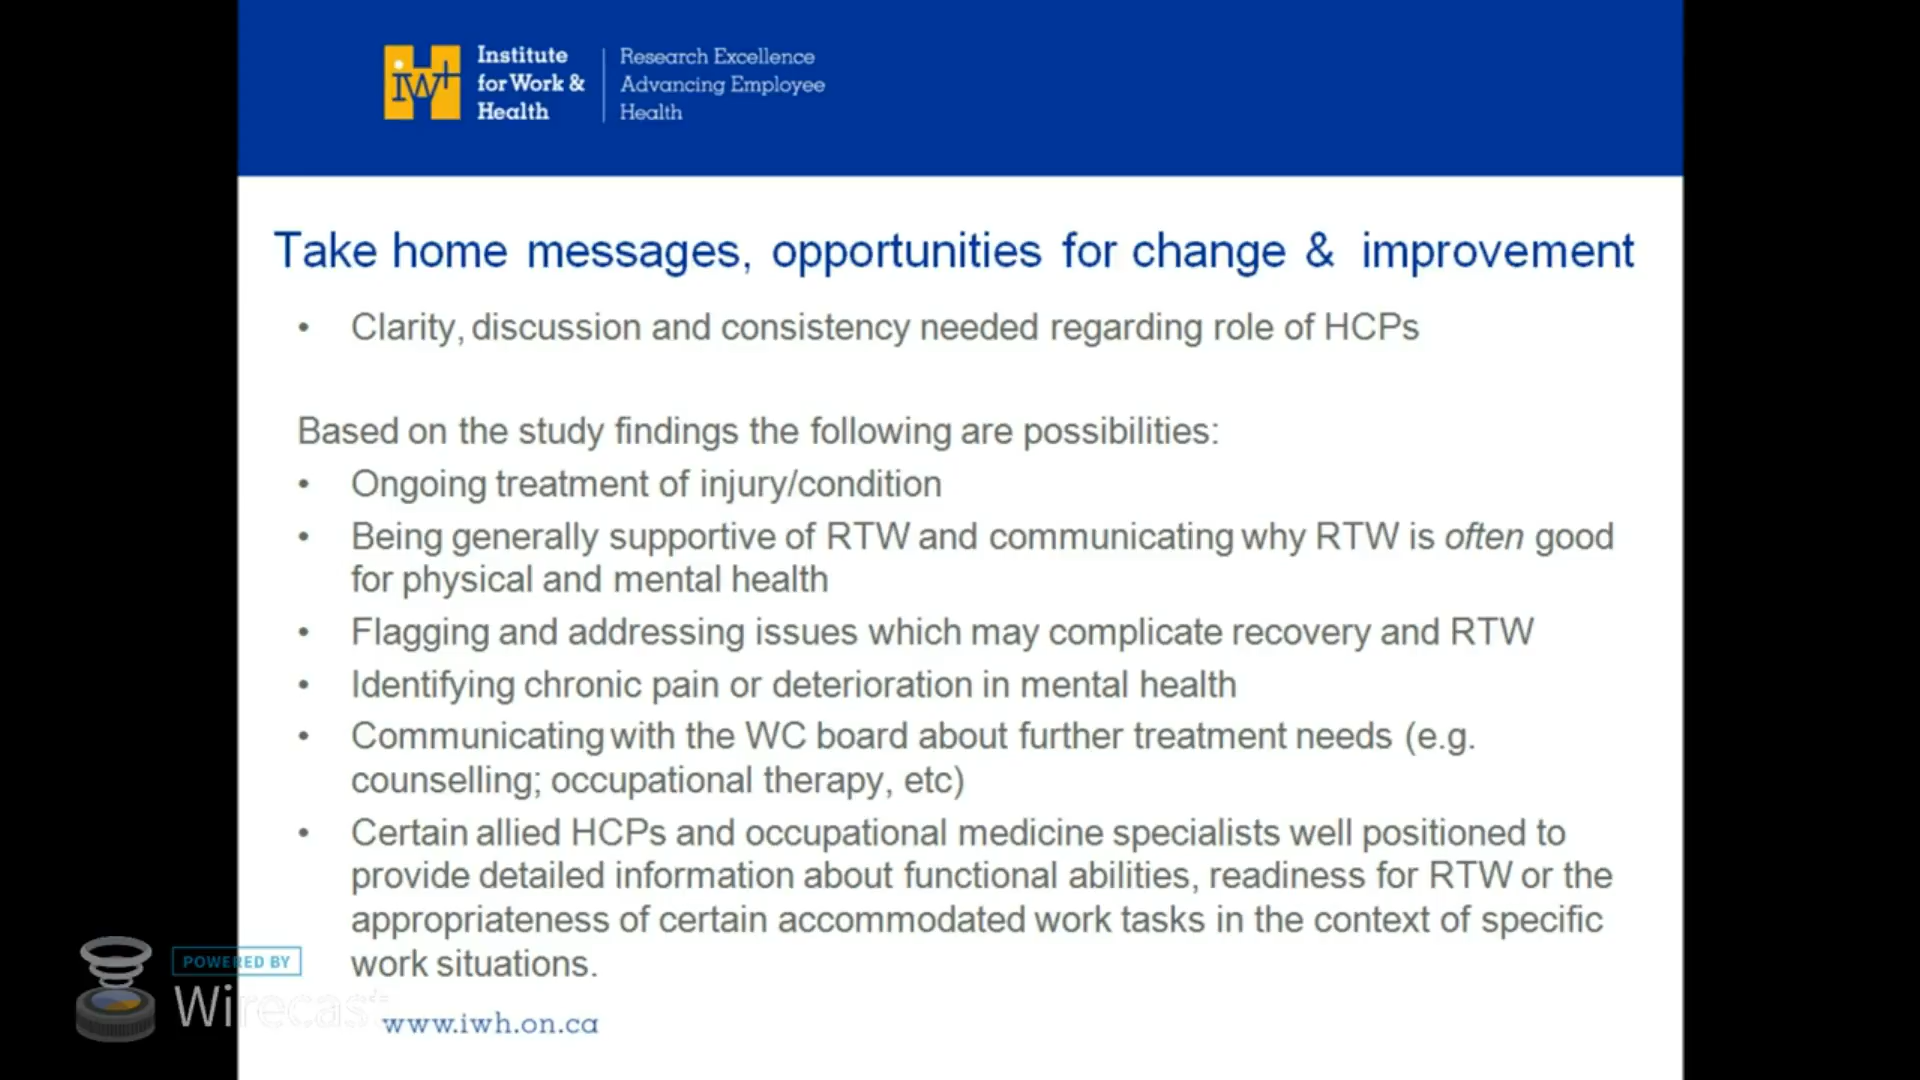 iw+
Institute
for Work &
Health
Research Excellence
Advancing Employee
Health
Take home messages, opportunities for change & improvement
• Clarity, discussion and consistency needed regarding role of HCPs
Based on the study findings the following are possibilities:
• Ongoing treatment of injury/condition
• Being generally supportive of RTW and communicating why RTW is often good
for physical and mental health
• Flagging and addressing issues which may complicate recovery and RTW
• Identifying chronic pain or deterioration in mental health
• Communicating with the WC board about further treatment needs (e.g.
counselling; occupational therapy, etc)
• Certain allied HCPs and occupational medicine specialists well positioned to
provide detailed information about functional abilities, readiness for RTW or the
appropriateness of certain accommodated work tasks in the context of specific
work situations.
POWERED BY
Wirecast
www.iwh.on.ca